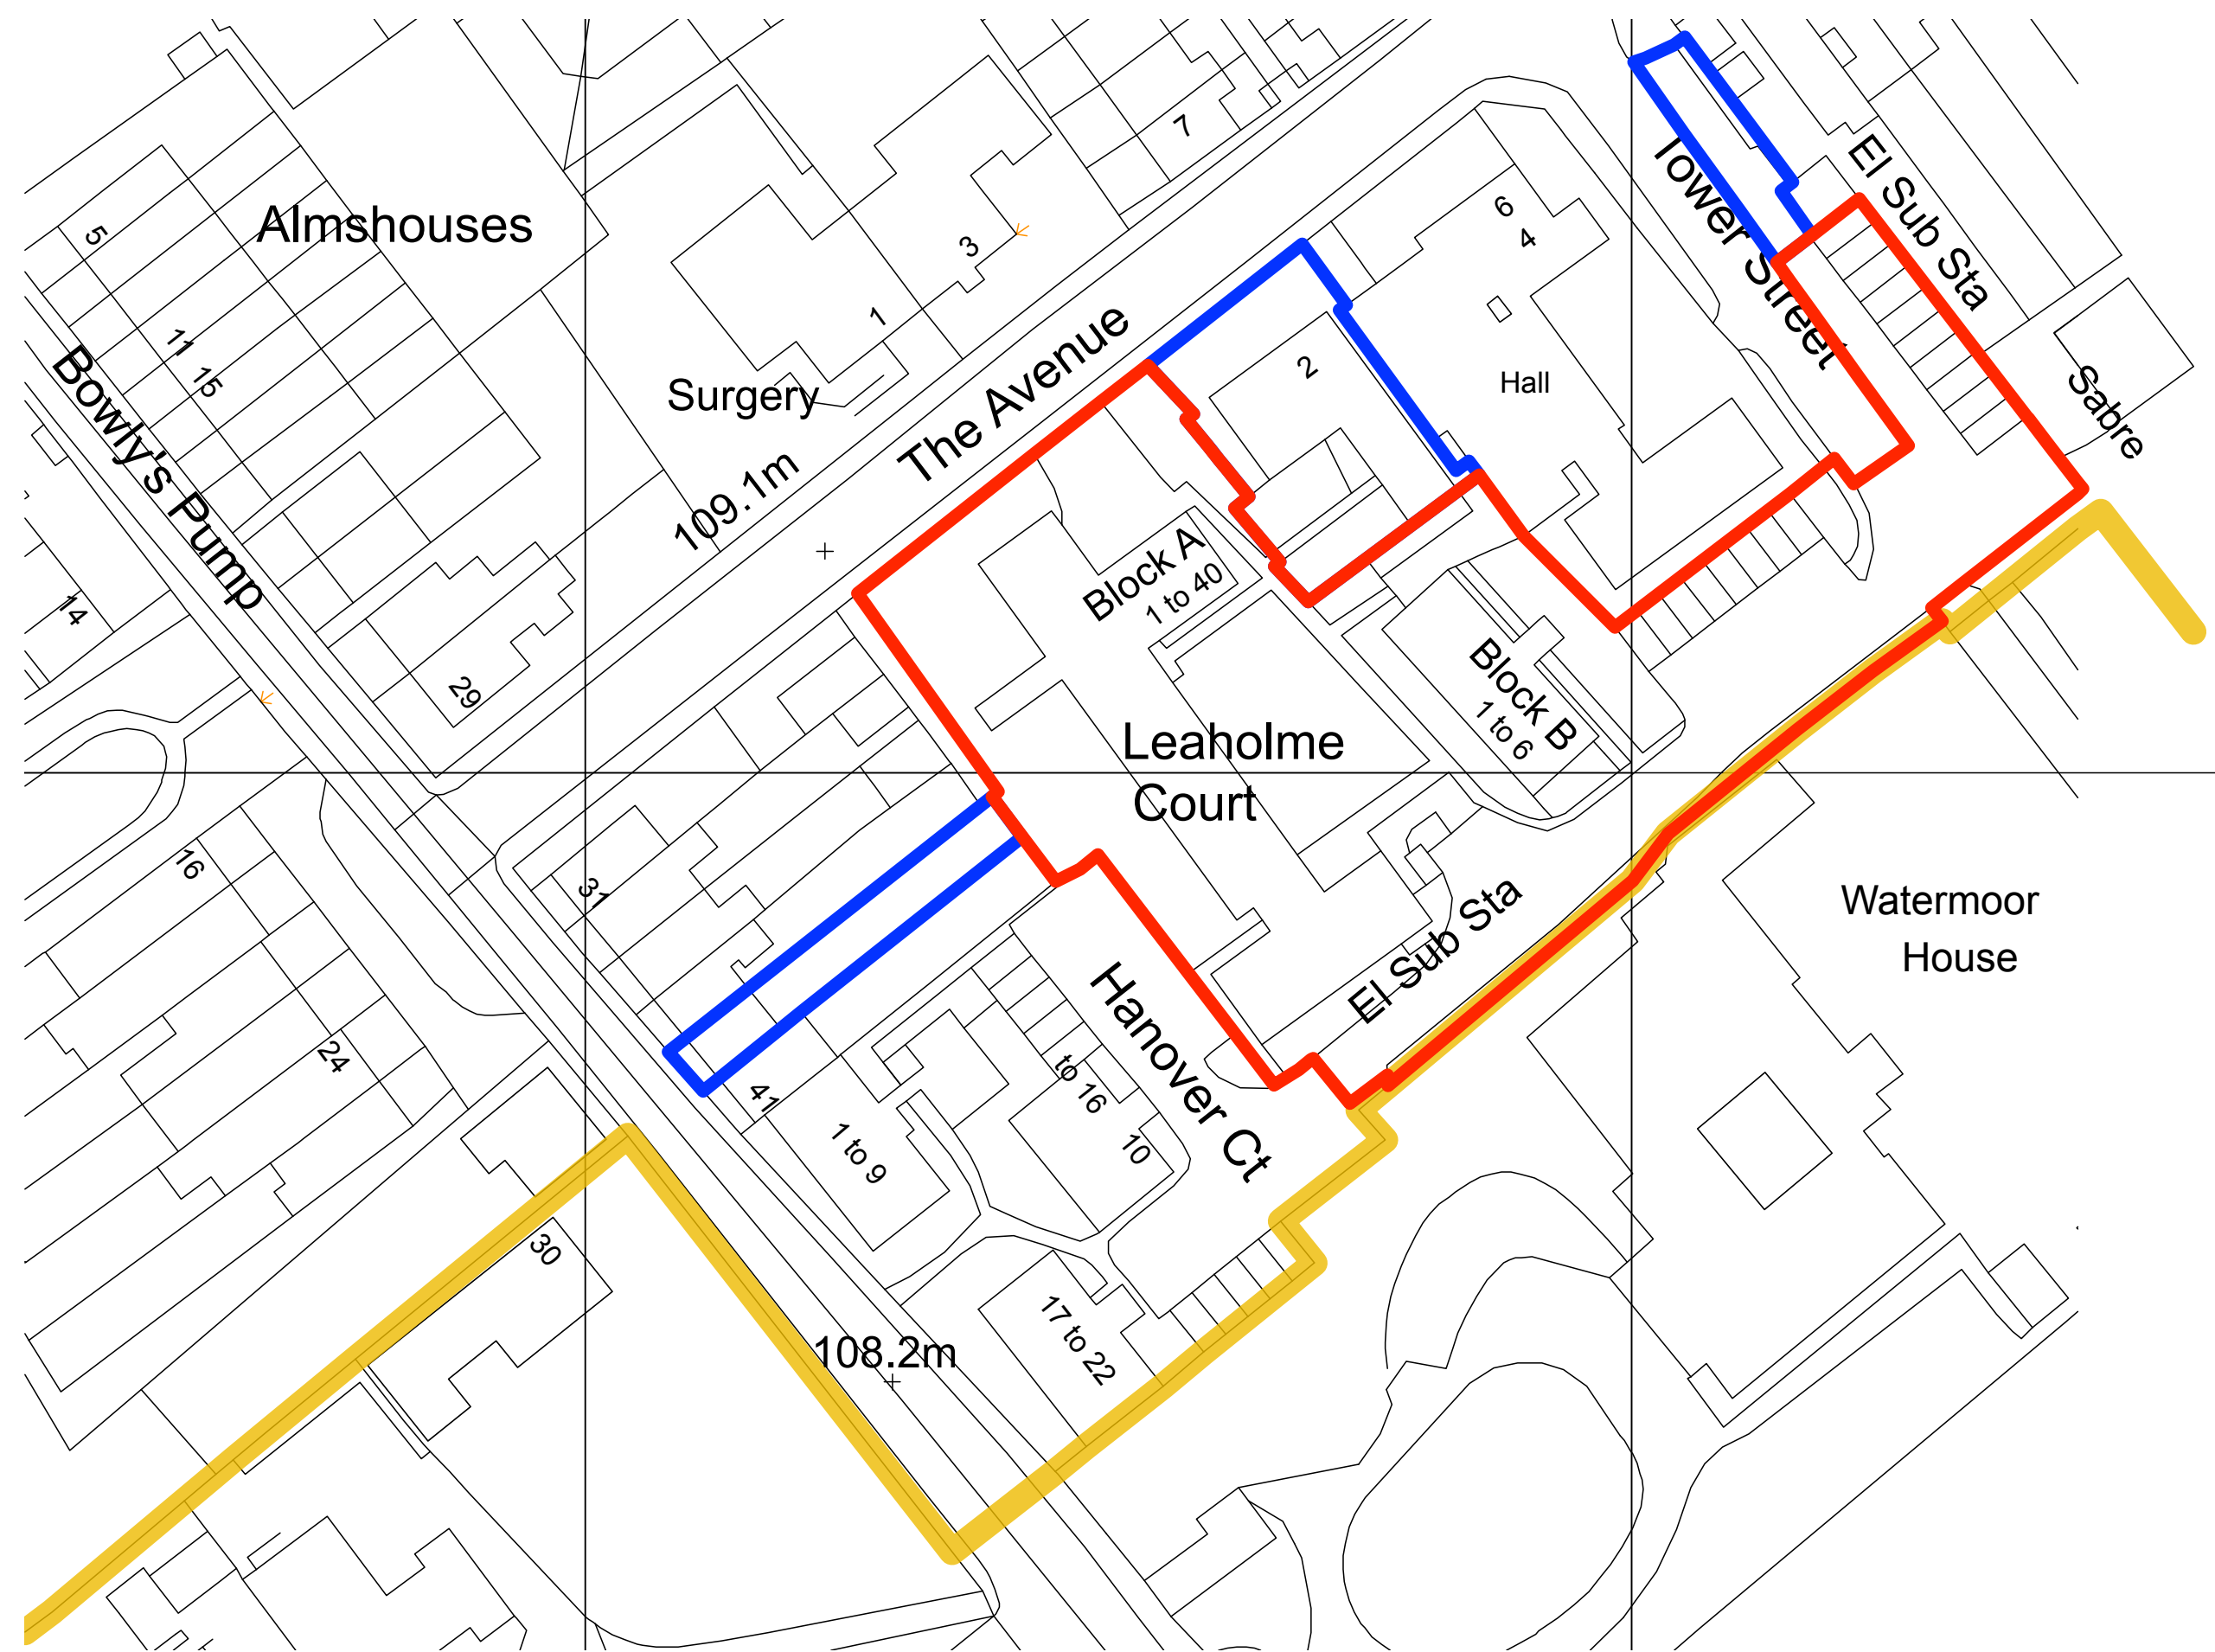 Almshouses
5
11
15
Bowly's Pump
14
29
16
24
30
31
41
Surgery
1
3
7
109.1m
The Avenue
2
6
4
Hall
Tower Street
El Sub Sta
Sabre
Block A
1 to 40
Block B
1 to 6
Leaholme
Court
El Sub Sta
Hanover Ct
to 16
10
1 to 9
17 to 22
108.2m
Watermoor
House